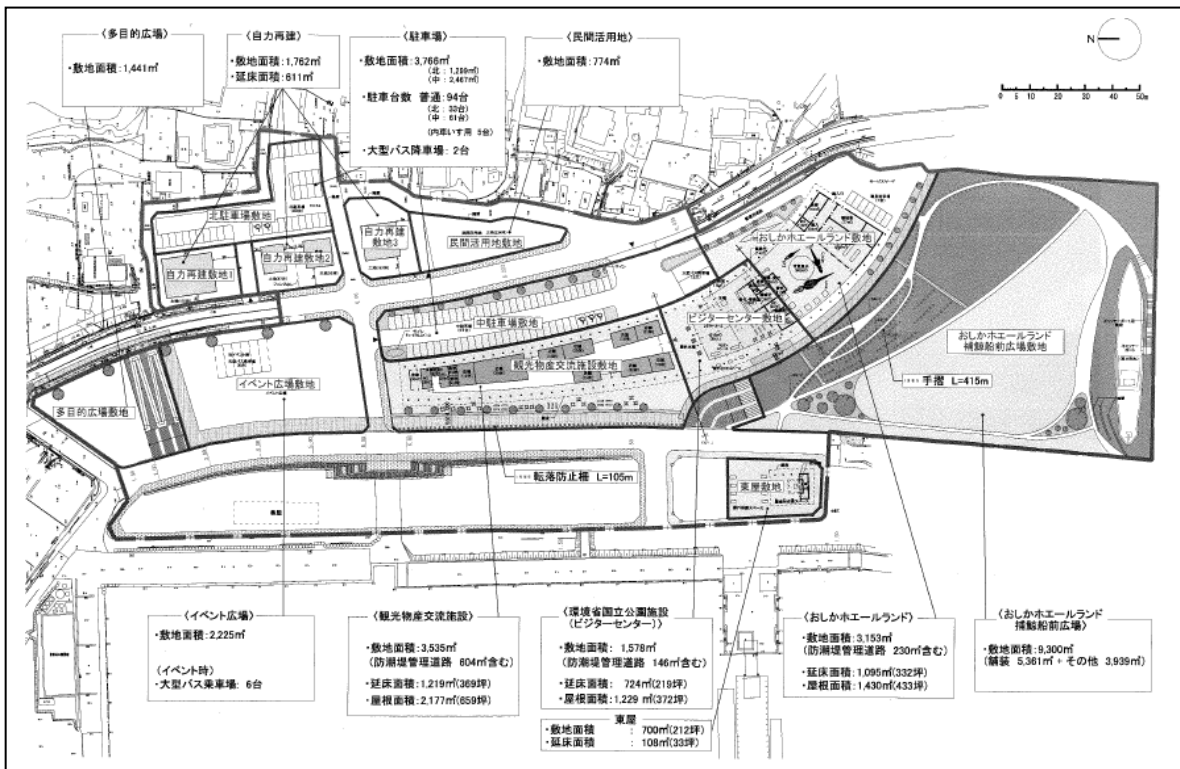 〈多目的広場〉
・敷地面積:1,441㎡
〈自力再建〉
・敷地面積:1,762㎡
・延床面積:611㎡
〈駐車場〉
・敷地面積:3,766㎡
(北:1,299㎡)
(中:2,467㎡)
・駐車台数 普通:94台
(北:33台)
(中:61台)
(内車いす用 5台)
・大型バス降車場:2台
〈民間活用地〉
・敷地面積:774㎡
N
0 5 10 20 30 40 50m
北駐車場敷地
自力再建敷地1
自力再建敷地2
自力再建
敷地3
民間活用地敷地
おしかホエールランド敷地
中駐車場敷地
ビジターセンター敷地
観光物産交流施設敷地
イベント広場敷地
イベント広場
多目的広場敷地
おしかホエールランド
捕鯨船前広場敷地
手摺 L=415m
転落防止柵 L=105m
東屋敷地
〈イベント広場〉
・敷地面積:2,225㎡
(イベント時)
・大型バス乗車場:6台
〈観光物産交流施設〉
・敷地面積:3,535㎡
(防潮堤管理道路 604㎡含む)
・延床面積:1,219㎡(369坪)
・屋根面積:2,177㎡(659坪)
〈環境省国立公園施設
(ビジターセンター)〉
・敷地面積: 1,578㎡
(防潮堤管理道路 146㎡含む)
・延床面積: 724㎡(219坪)
・屋根面積:1,229 ㎡(372坪)
東屋
・敷地面積 : 700㎡(212坪)
・延床面積 : 108㎡(33坪)
〈おしかホエールランド〉
・敷地面積:3,153㎡
(防潮堤管理道路 230㎡含む)
・延床面積:1,095㎡(332坪)
・屋根面積:1,430㎡(433坪)
〈おしかホエールランド
捕鯨船前広場〉
・敷地面積:9,300㎡
(舗装 5,361㎡ + その他 3,939㎡)